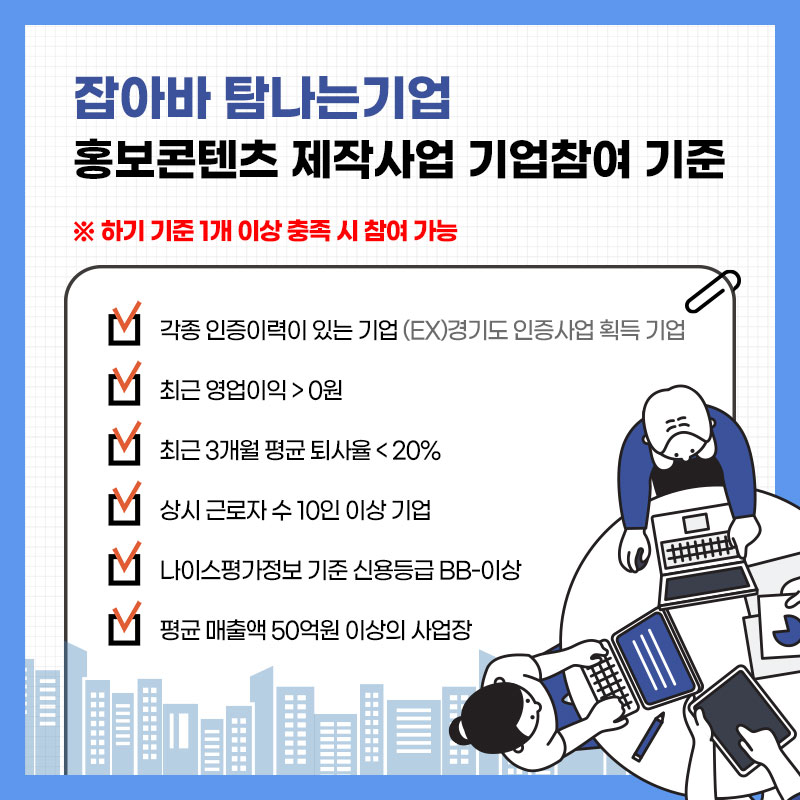 잡아바 탐나는기업
홍보콘텐츠 제작사업 기업참여 기준
※ 하기 기준 1개 이상 충족 시 참여 가능
각종 인증이력이 있는 기업 (EX)경기도 인증사업 획득 기업
최근 영업이익 > 0원
최근 3개월 평균 퇴사율 < 20%
상시 근로자 수 10인 이상 기업
나이스평가정보 기준 신용등급 BB-이상
평균 매출액 50억원 이상의 사업장